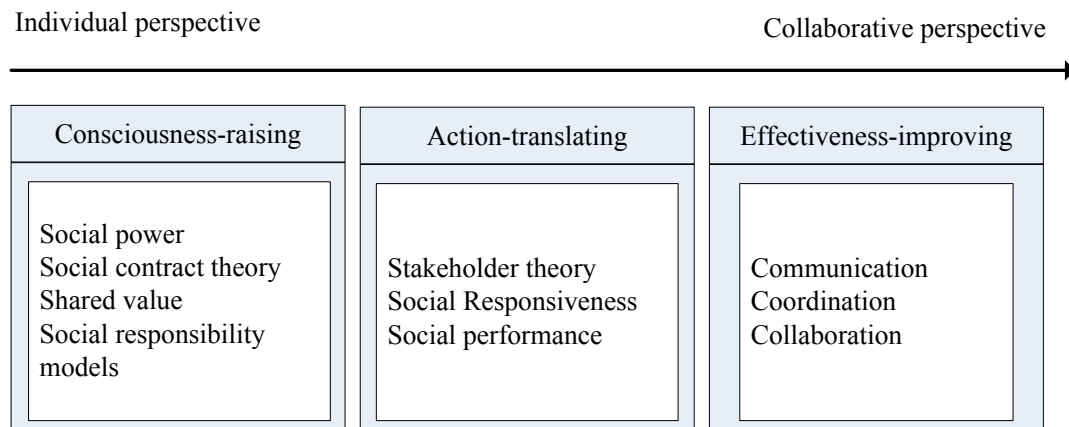 Individual perspective
Collaborative perspective
Consciousness-raising
Social power
Social contract theory
Shared value
Social responsibility
models
Action-translating
Stakeholder theory
Social Responsiveness
Social performance
Effectiveness-improving
Communication
Coordination
Collaboration